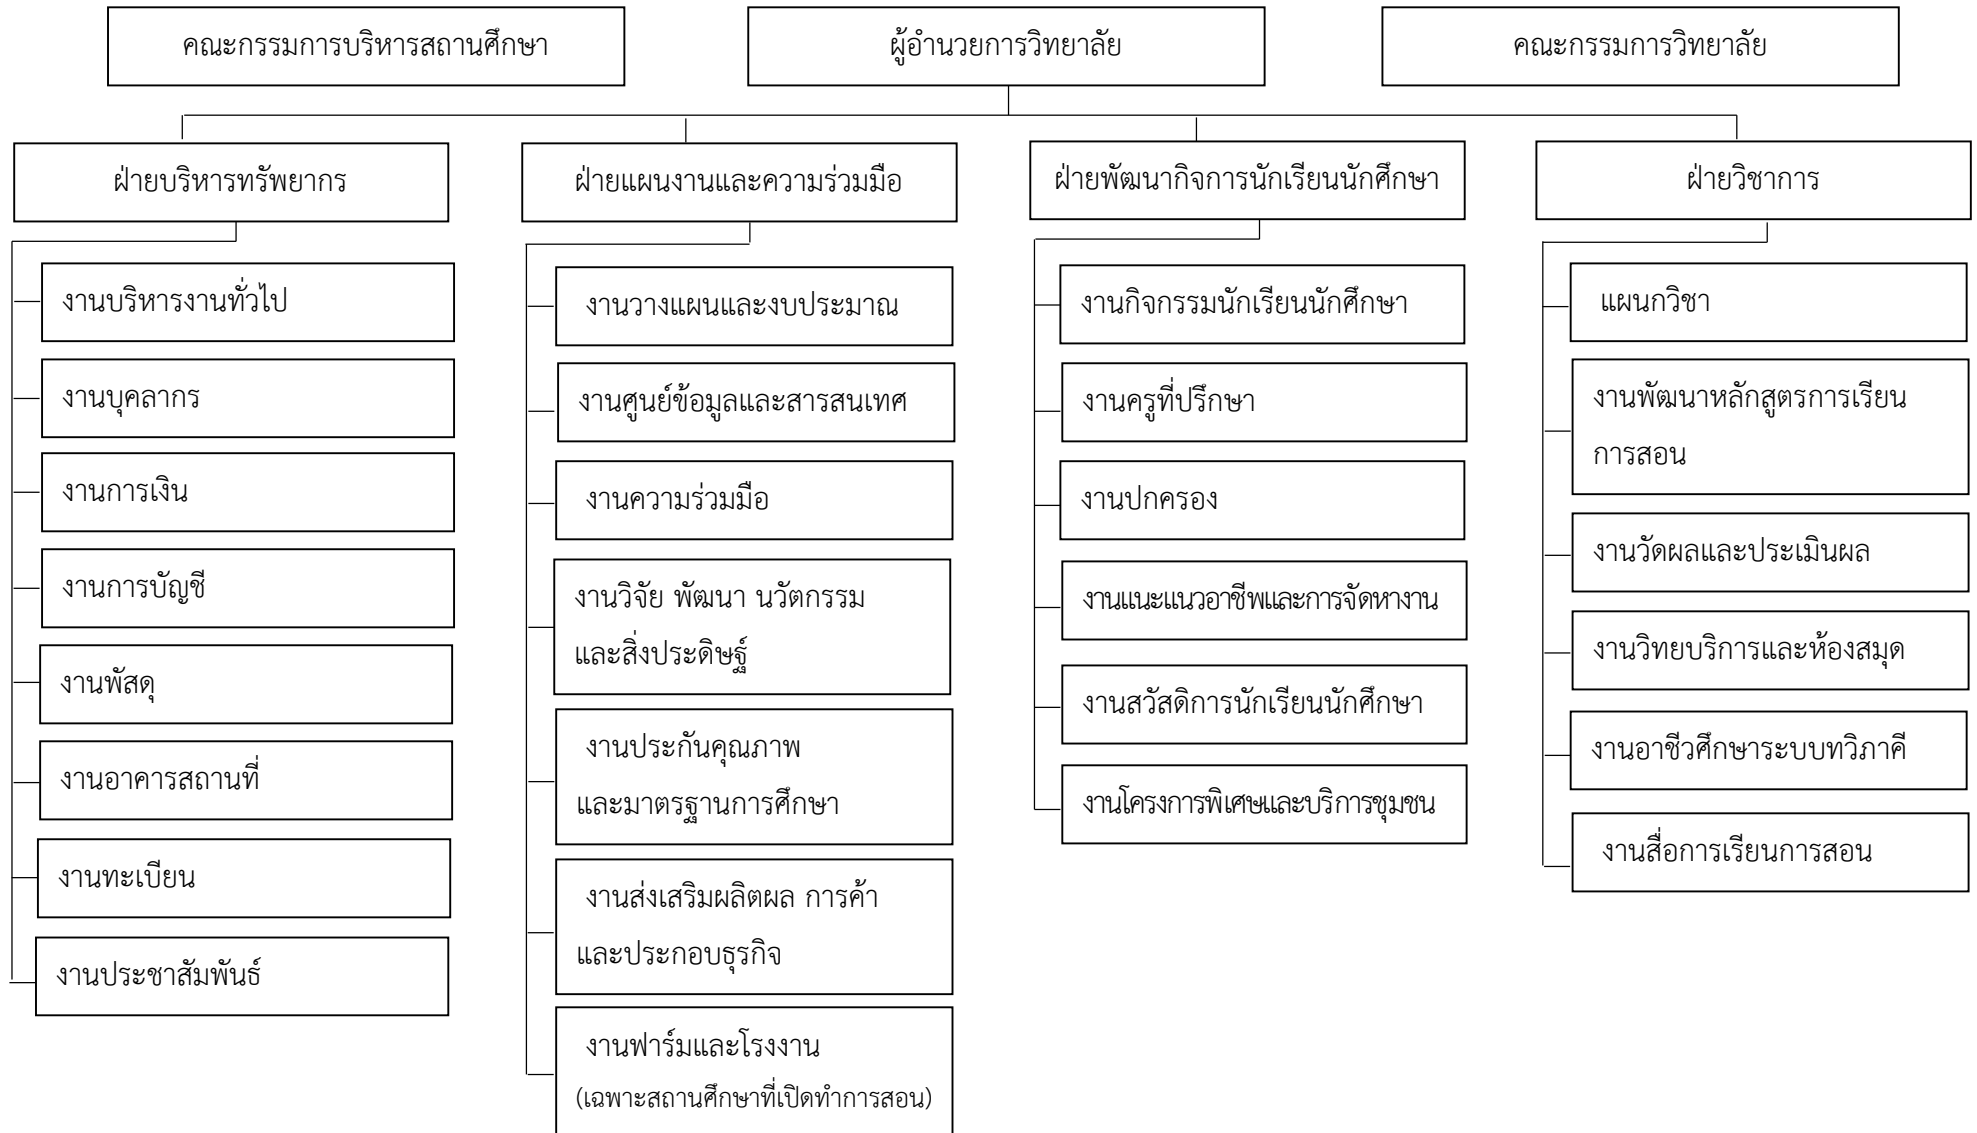 คณะกรรมการบริหารสถานศึกษา
ผู้อำนวยการวิทยาลัย
คณะกรรมการวิทยาลัย
ฝ่ายบริหารทรัพยากร
งานบริหารงานทั่วไป
งานบุคลากร
งานการเงิน
งานการบัญชี
งานพัสดุ
งานอาคารสถานที่
งานทะเบียน
งานประชาสัมพันธ์
ฝ่ายแผนงานและความร่วมมือ
งานวางแผนและงบประมาณ
งานศูนย์ข้อมูลและสารสนเทศ
งานความร่วมมือ
งานวิจัย พัฒนา นวัตกรรม
และสิ่งประดิษฐ์
งานประกันคุณภาพ
และมาตรฐานการศึกษา
งานส่งเสริมผลิตผล การค้า
และประกอบธุรกิจ
งานฟาร์มและโรงงาน
(เฉพาะสถานศึกษาที่เปิดทำการสอน)
ฝ่ายพัฒนากิจการนักเรียนนักศึกษา
งานกิจกรรมนักเรียนนักศึกษา
งานครูที่ปรึกษา
งานปกครอง
งานแนะแนวอาชีพและการจัดหางาน
งานสวัสดิการนักเรียนนักศึกษา
งานโครงการพิเศษและบริการชุมชน
ฝ่ายวิชาการ
แผนกวิชา
งานพัฒนาหลักสูตรการเรียน
การสอน
งานวัดผลและประเมินผล
งานวิทยบริการและห้องสมุด
งานอาชีวศึกษาระบบทวิภาคี
งานสื่อการเรียนการสอน